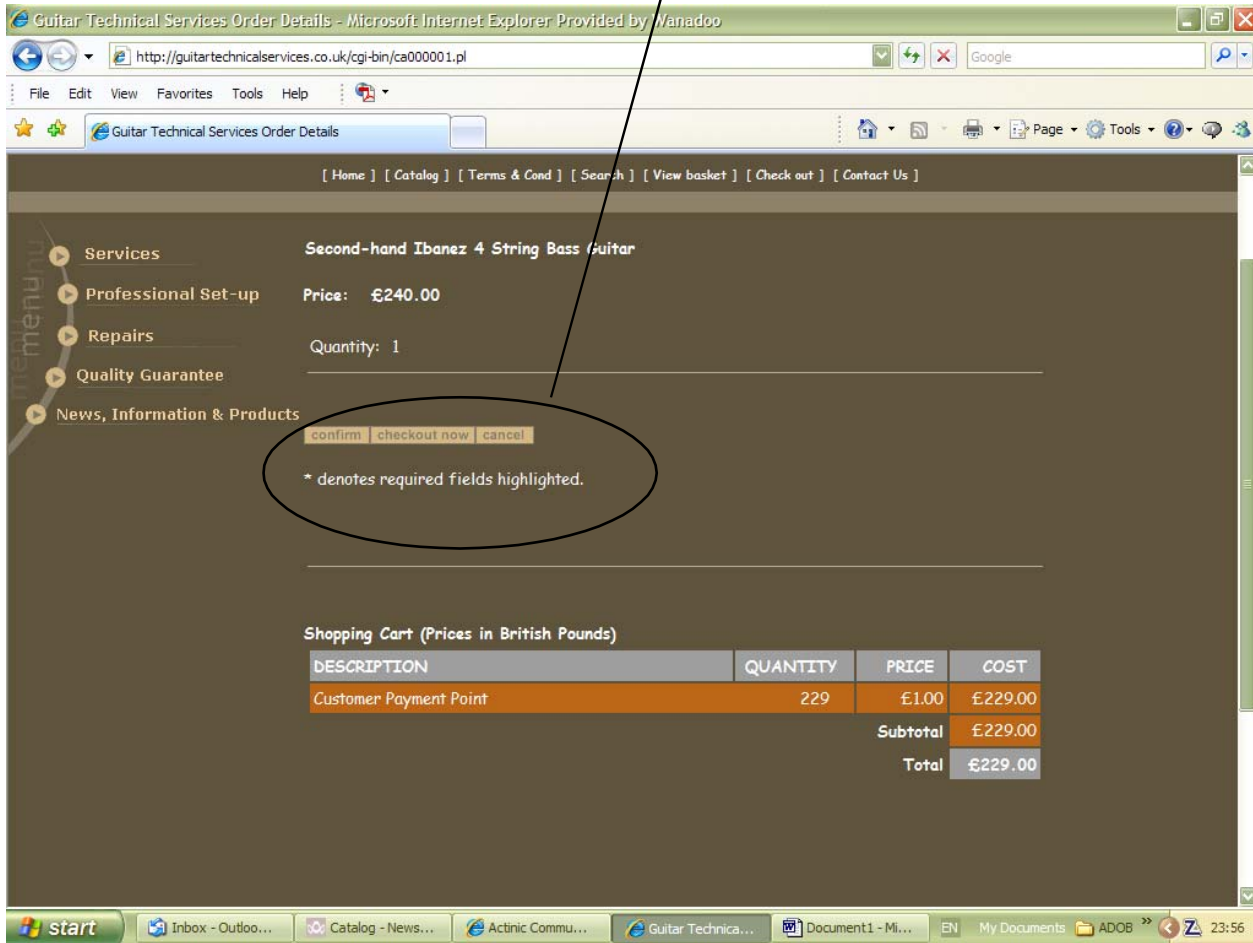 Guitar Technical Services Order Details - Microsoft Internet Explorer Provided by Wanadoo
http://guitartechnicalservices.co.uk/cgi-bin/ca000001.pl
Google
File Edit View Favorites Tools Help
Guitar Technical Services Order Details
Page Tools
[ Home ] [ Catalog ] [ Terms & Cond ] [ Search ] [ View basket ] [ Check out ] [ Contact Us ]
menu
Services
Professional Set-up
Repairs
Quality Guarantee
News, Information & Products
Second-hand Ibanez 4 String Bass Guitar
Price: £240.00
Quantity: 1
confirm checkout now cancel
* denotes required fields highlighted.
Shopping Cart (Prices in British Pounds)
DESCRIPTION QUANTITY PRICE COST
Customer Payment Point 229 £1.00 £229.00
Subtotal £229.00
Total £229.00
start Inbox - Outloo... Catalog - News... Actinic Commu... Guitar Technica... Document1 - Mi... EN My Documents ADOB » 23:56